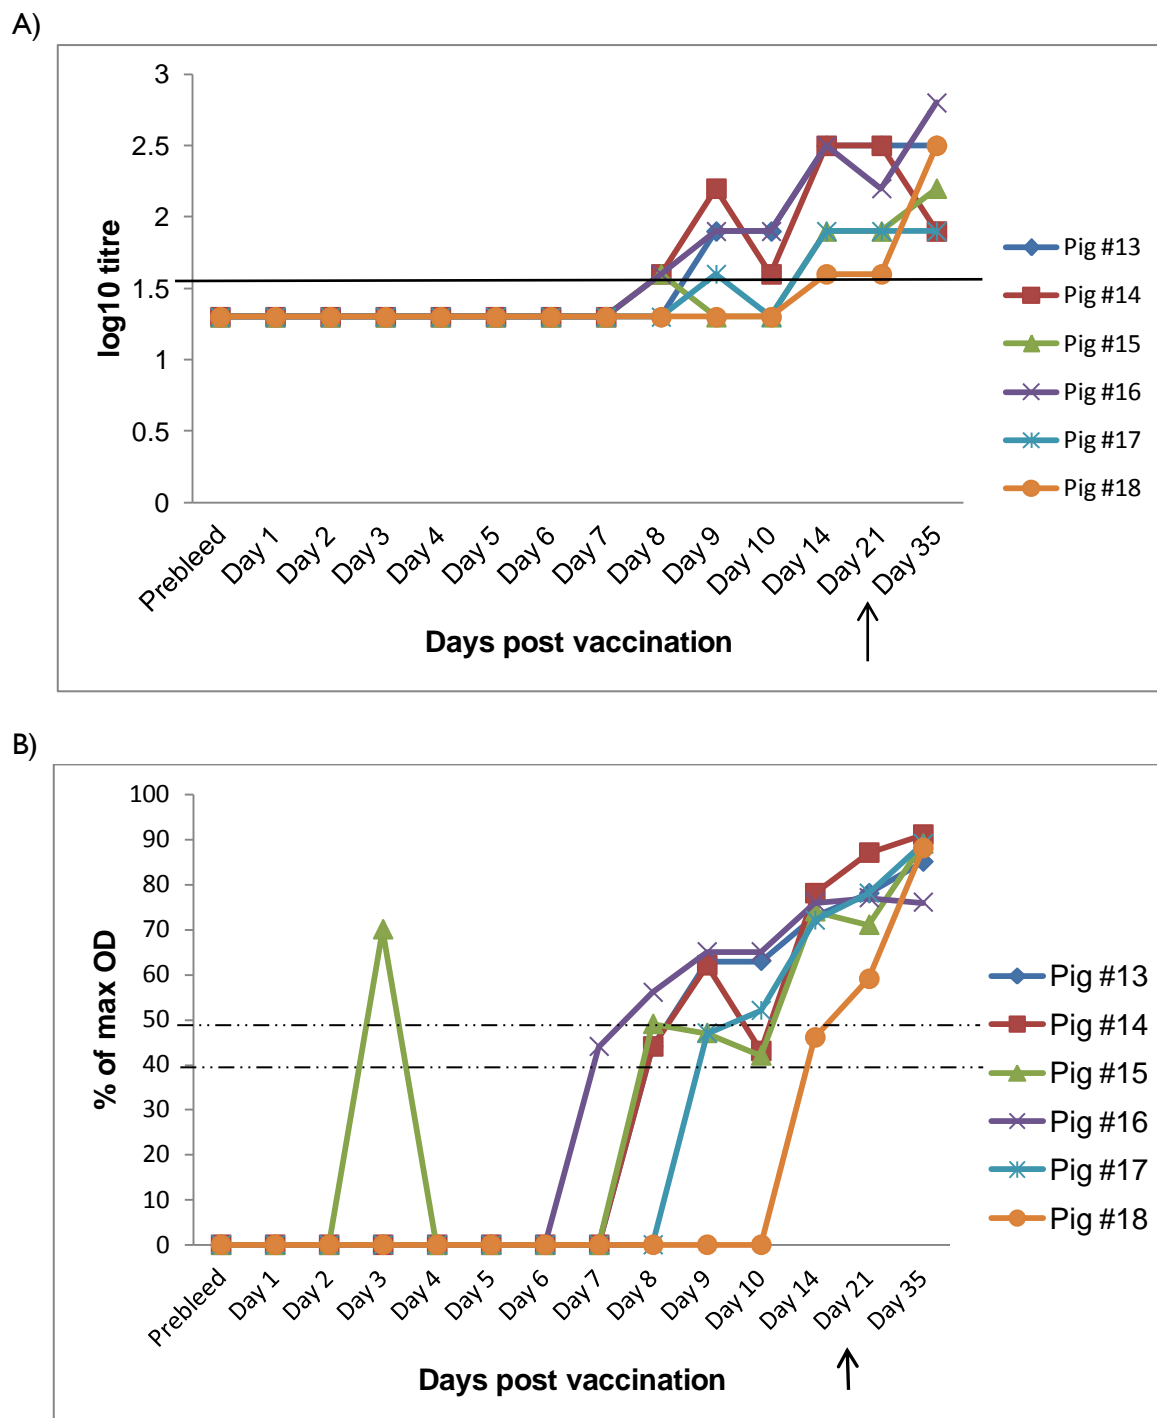 A)
3
2.5
2
1.5
1
0.5
0
log10 titre
Prebleed
Day 1
Day 2
Day 3
Day 4
Day 5
Day 6
Day 7
Day 8
Day 9
Day 10
Day 14
Day 21
Day 35
Days post vaccination
Pig #13
Pig #14
Pig #15
Pig #16
Pig #17
Pig #18
B)
100
90
80
70
60
50
40
30
20
10
0
% of max OD
Prebleed
Day 1
Day 2
Day 3
Day 4
Day 5
Day 6
Day 7
Day 8
Day 9
Day 10
Day 14
Day 21
Day 35
Days post vaccination
Pig #13
Pig #14
Pig #15
Pig #16
Pig #17
Pig #18